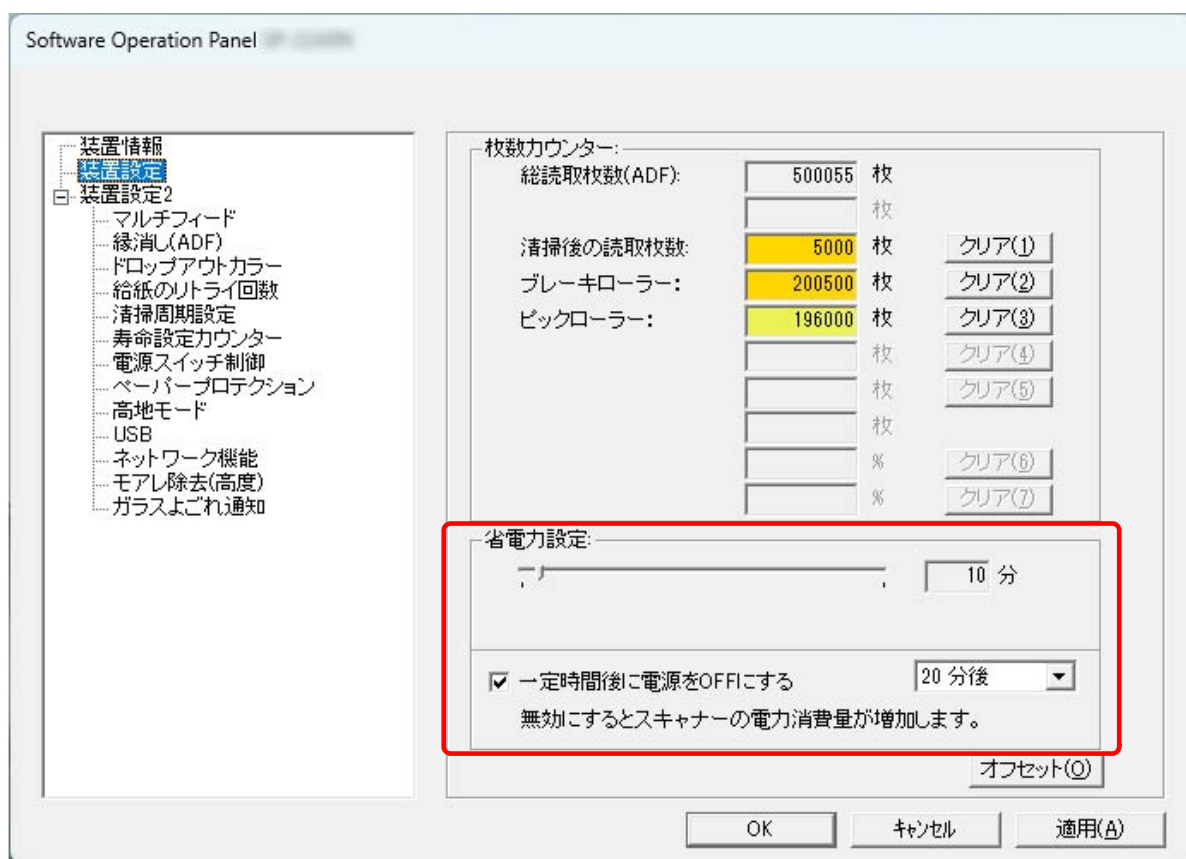 Software Operation Panel
装置情報
装置設定
装置設定2
マルチフィード
縁消し(ADF)
ドロップアウトカラー
給紙のリトライ回数
清掃周期設定
寿命設定カウンター
電源スイッチ制御
ペーパープロテクション
高地モード
USB
ネットワーク機能
モアレ除去(高度)
ガラスよごれ通知
枚数カウンター:
総読取枚数(ADF): 500055 枚
枚
清掃後の読取枚数: 5000 枚 クリア(1)
ブレーキローラー: 200500 枚 クリア(2)
ピックローラー: 196000 枚 クリア(3)
枚 クリア(4)
枚 クリア(5)
枚
% クリア(6)
% クリア(7)
省電力設定:
10 分
一定時間後に電源をOFFにする 20 分後
無効にするとスキャナーの電力消費量が増加します。
オフセット(O)
OK キャンセル 適用(A)